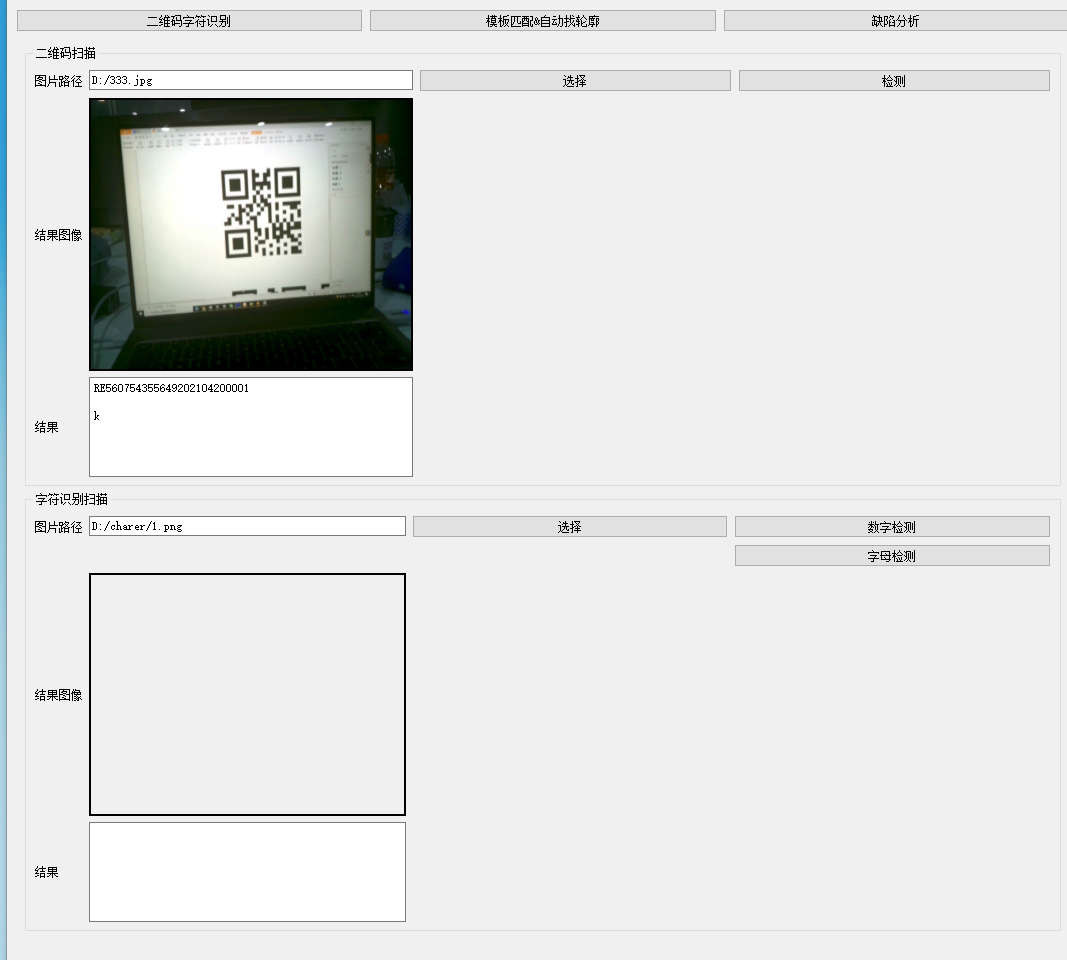 二维码字符识别 模板匹配&自动找轮廓 缺陷分析
二维码扫描
图片路径 D:/333.jpg 选择 检测
结果图像
RE560754355649202104200001
k
结果
字符识别扫描
图片路径 D:/charer/1.png 选择 数字检测
字母检测
结果图像
结果